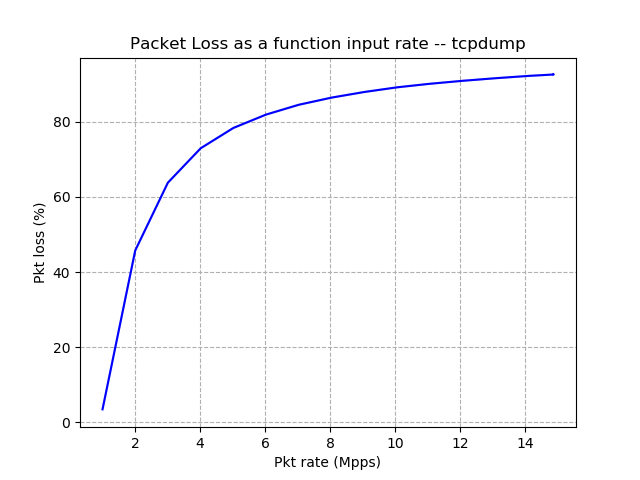 Packet Loss as a function input rate -- tcpdump
Pkt loss (%)
80
60
40
20
0
2 4 6 8 10 12 14
Pkt rate (Mpps)